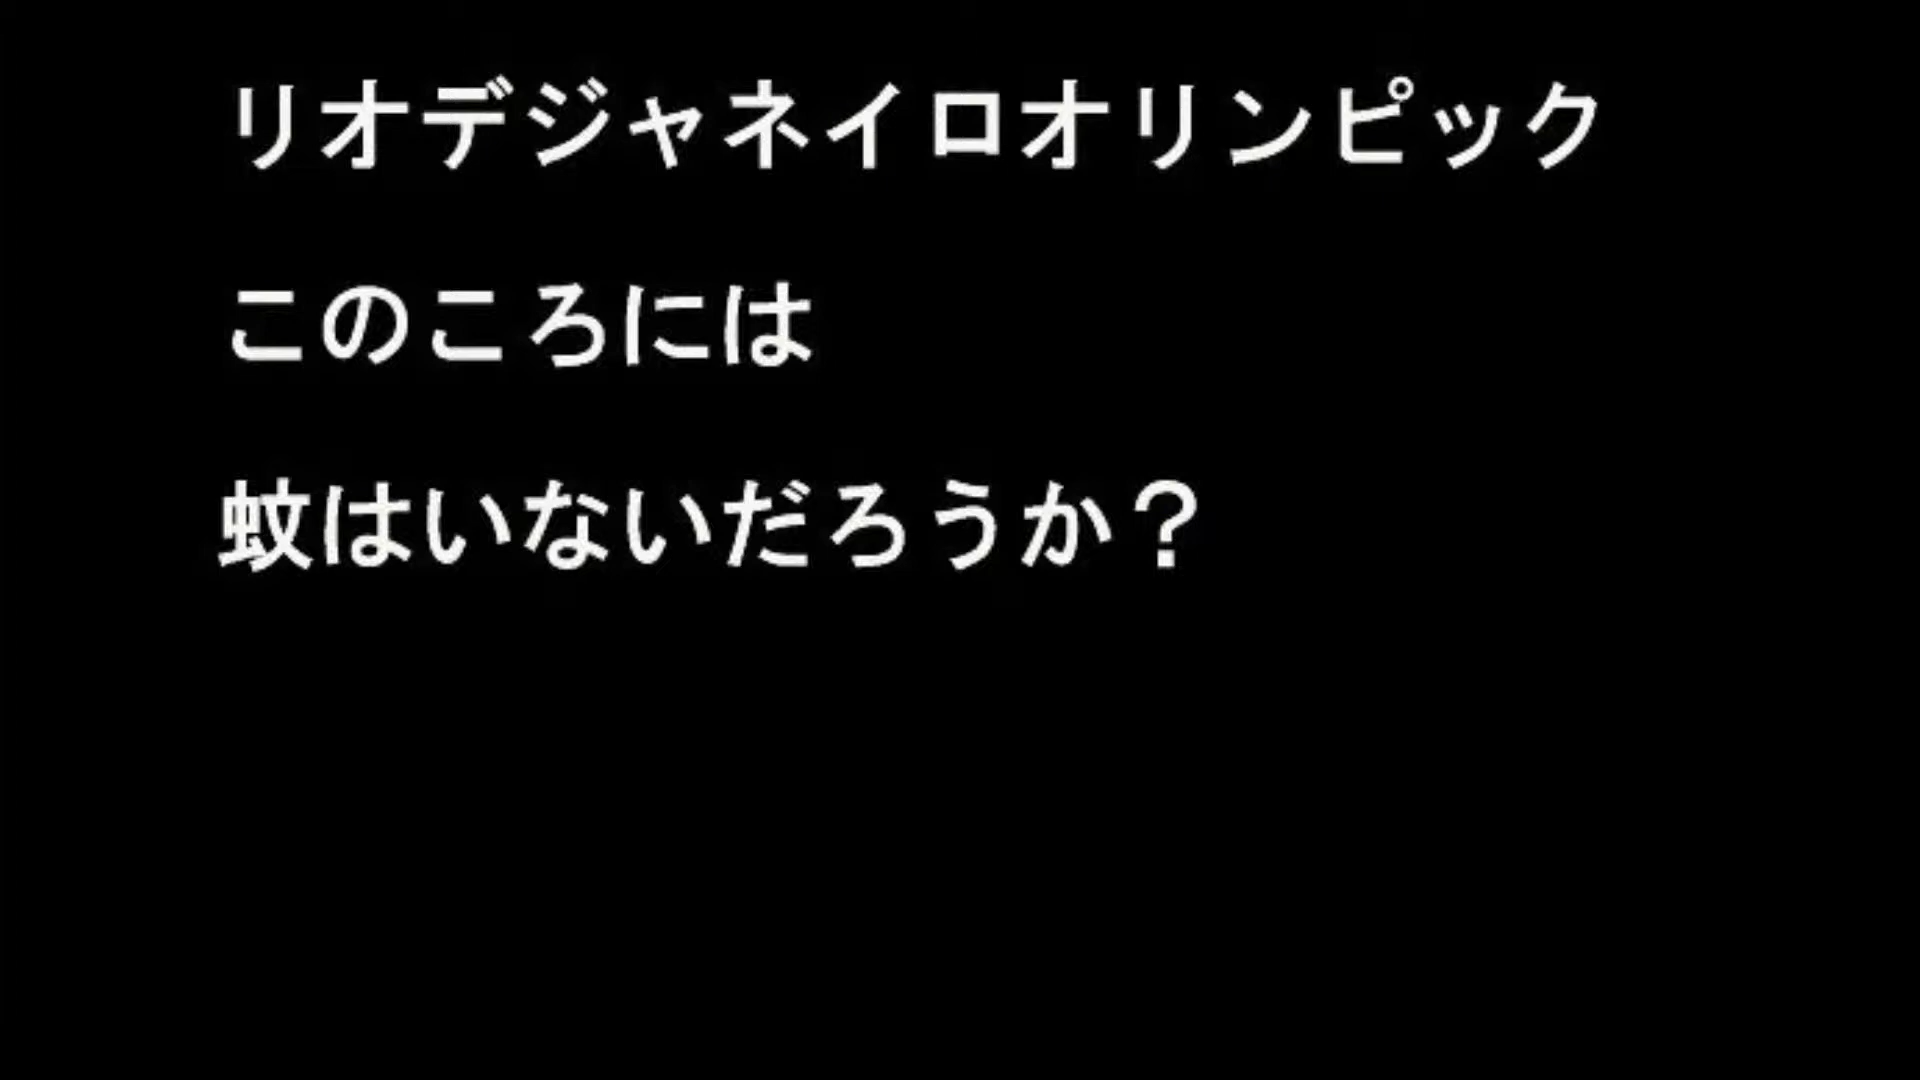 リオデジャネイロオリンピック
このころには
蚊はいないだろうか？